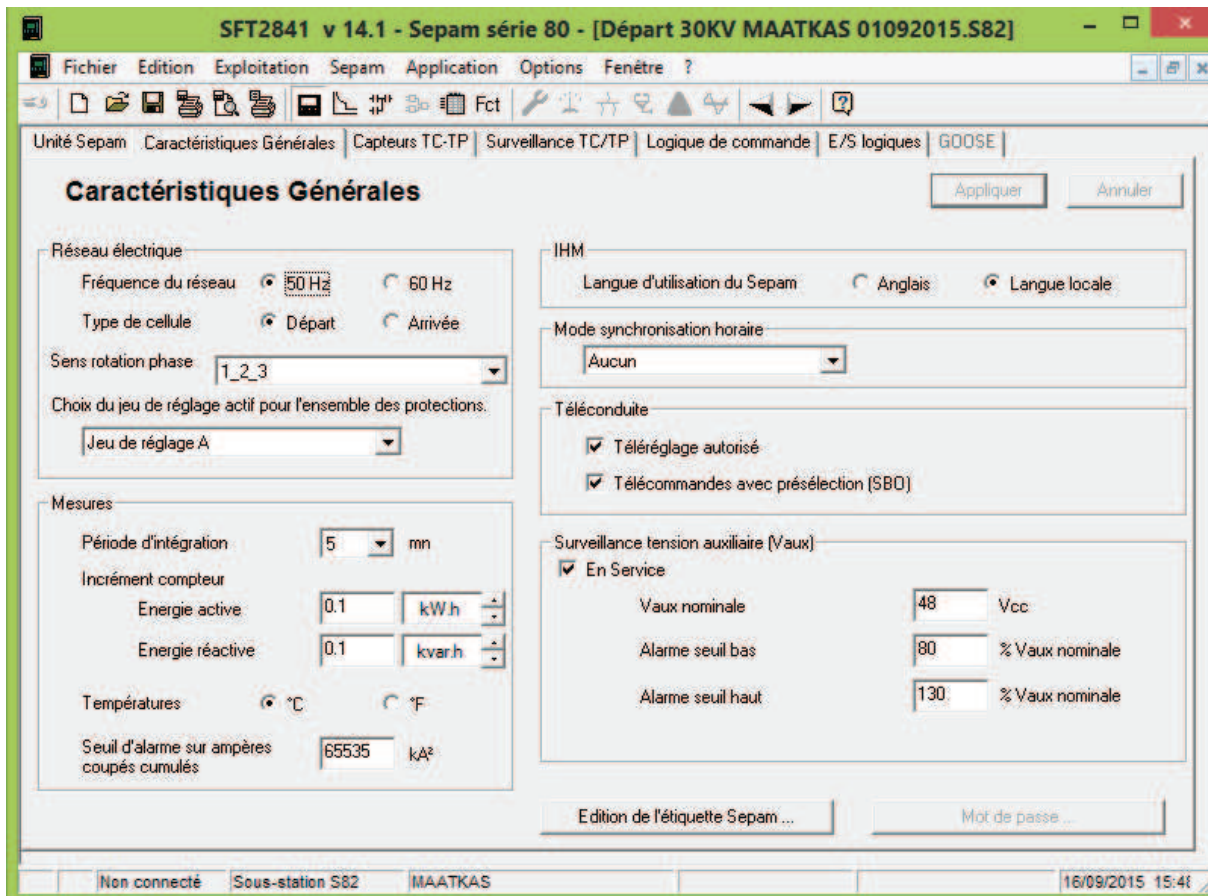 SFT2841 v 14.1 - Sepam série 80 - [Départ 30KV MAATKAS 01092015.S82]
Fichier Edition Exploitation Sepam Application Options Fenêtre ?
Fct
Unité Sepam Caractéristiques Générales Capteurs TC-TP Surveillance TC/TP Logique de commande E/S logiques GOOSE
Caractéristiques Générales
Appliquer Annuler
Réseau électrique
Fréquence du réseau 50 Hz 60 Hz
Type de cellule Départ Arrivée
Sens rotation phase 1_2_3
Choix du jeu de réglage actif pour l'ensemble des protections.
Jeu de réglage A
Mesures
Période d'intégration 5 mn
Incrément compteur
Energie active 0.1 kW.h
Energie réactive 0.1 kvar.h
Températures °C °F
Seuil d'alarme sur ampères
coupés cumulés 65535 kA²
IHM
Langue d'utilisation du Sepam Anglais Langue locale
Mode synchronisation horaire
Aucun
Téléconduite
Téléréglage autorisé
Télécommandes avec présélection (SBO)
Surveillance tension auxiliaire (Vaux)
En Service
Vaux nominale 48 Vcc
Alarme seuil bas 80 % Vaux nominale
Alarme seuil haut 130 % Vaux nominale
Edition de l'étiquette Sepam ... Mot de passe ...
Non connecté Sous-station S82 MAATKAS 16/09/2015